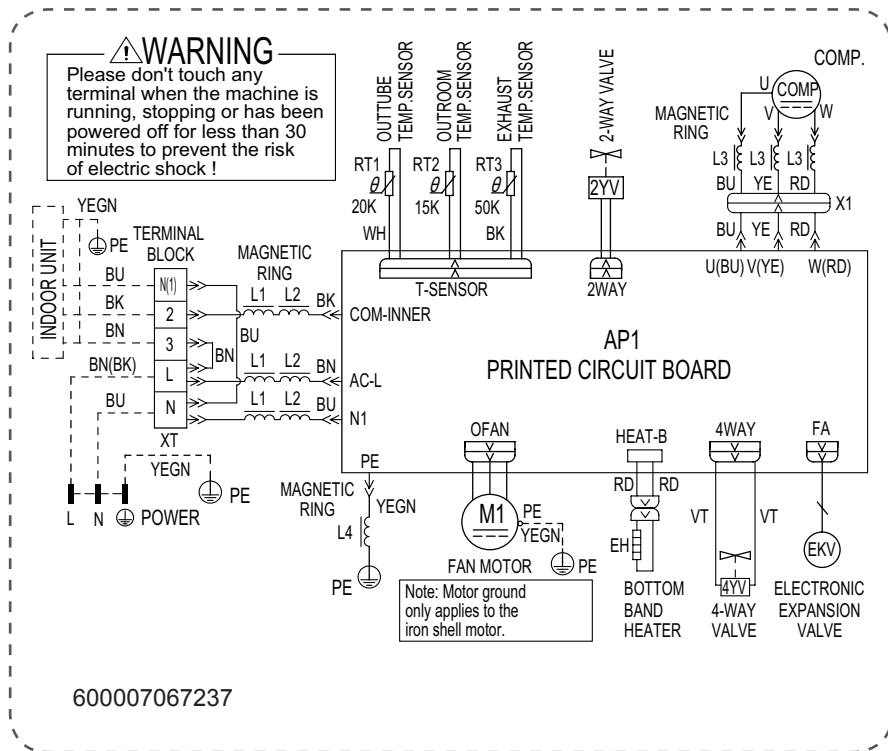 WARNING
Please don't touch any
terminal when the machine is
running, stopping or has been
powered off for less than 30
minutes to prevent the risk
of electric shock !
OUTTUBE
TEMP.SENSOR
OUTROOM
TEMP.SENSOR
EXHAUST
TEMP.SENSOR
2-WAY VALVE
COMP.
U
COMP
V
W
MAGNETIC
RING
RT1
RT2
RT3
θ
θ
θ
20K
15K
50K
WH
BK
2YV
L3
L3
L3
BU
YE
RD
X1
BU
YE
RD
U(BU)
V(YE)
W(RD)
T-SENSOR
2WAY
INDOOR UNIT
YEGN
PE
TERMINAL
BLOCK
MAGNETIC
RING
BU
N(1)
BK
2
L1
L2
BK
COM-INNER
BN
3
BU
BN
BN(BK)
L
L1
L2
BN
AC-L
BU
N
L1
L2
BU
N1
XT
YEGN
PE
L
N
POWER
AP1
PRINTED CIRCUIT BOARD
PE
OFAN
HEAT-B
4WAY
FA
MAGNETIC
RING
YEGN
L4
PE
M1
PE
YEGN
PE
FAN MOTOR
Note: Motor ground
only applies to the
iron shell motor.
RD
RD
EH
BOTTOM
BAND
HEATER
VT
VT
4YV
4-WAY
VALVE
EKV
ELECTRONIC
EXPANSION
VALVE
600007067237